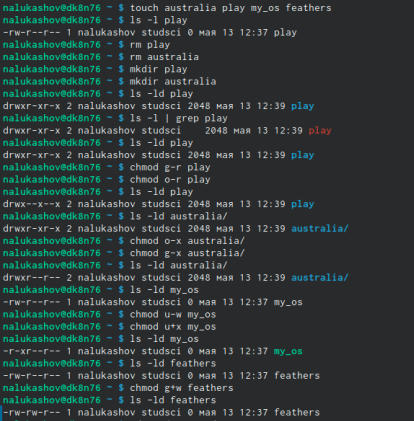 nalukashov@dk8n76 ~ $ touch australia play my_os feathers
nalukashov@dk8n76 ~ $ ls -l play
-rw-r--r-- 1 nalukashov studsci 0 мая 13 12:37 play
nalukashov@dk8n76 ~ $ rm play
nalukashov@dk8n76 ~ $ rm australia
nalukashov@dk8n76 ~ $ mkdir play
nalukashov@dk8n76 ~ $ mkdir australia
nalukashov@dk8n76 ~ $ ls -ld play
drwxr-xr-x 2 nalukashov studsci 2048 мая 13 12:39 play
nalukashov@dk8n76 ~ $ ls -l | grep play
drwxr-xr-x 2 nalukashov studsci    2048 мая 13 12:39 play
nalukashov@dk8n76 ~ $ ls -ld play
drwxr-xr-x 2 nalukashov studsci 2048 мая 13 12:39 play
nalukashov@dk8n76 ~ $ chmod g-r play
nalukashov@dk8n76 ~ $ chmod o-r play
nalukashov@dk8n76 ~ $ ls -ld play
drwx--x--x 2 nalukashov studsci 2048 мая 13 12:39 play
nalukashov@dk8n76 ~ $ ls -ld australia/
drwxr-xr-x 2 nalukashov studsci 2048 мая 13 12:39 australia/
nalukashov@dk8n76 ~ $ chmod o-x australia/
nalukashov@dk8n76 ~ $ chmod g-x australia/
nalukashov@dk8n76 ~ $ ls -ld australia/
drwxr--r-- 2 nalukashov studsci 2048 мая 13 12:39 australia/
nalukashov@dk8n76 ~ $ ls -ld my_os
-rw-r--r-- 1 nalukashov studsci 0 мая 13 12:37 my_os
nalukashov@dk8n76 ~ $ chmod u-w my_os
nalukashov@dk8n76 ~ $ chmod u+x my_os
nalukashov@dk8n76 ~ $ ls -ld my_os
-r-xr--r-- 1 nalukashov studsci 0 мая 13 12:37 my_os
nalukashov@dk8n76 ~ $ ls -ld feathers
-rw-r--r-- 1 nalukashov studsci 0 мая 13 12:37 feathers
nalukashov@dk8n76 ~ $ chmod g+w feathers
nalukashov@dk8n76 ~ $ ls -ld feathers
-rw-rw-r-- 1 nalukashov studsci 0 мая 13 12:37 feathers